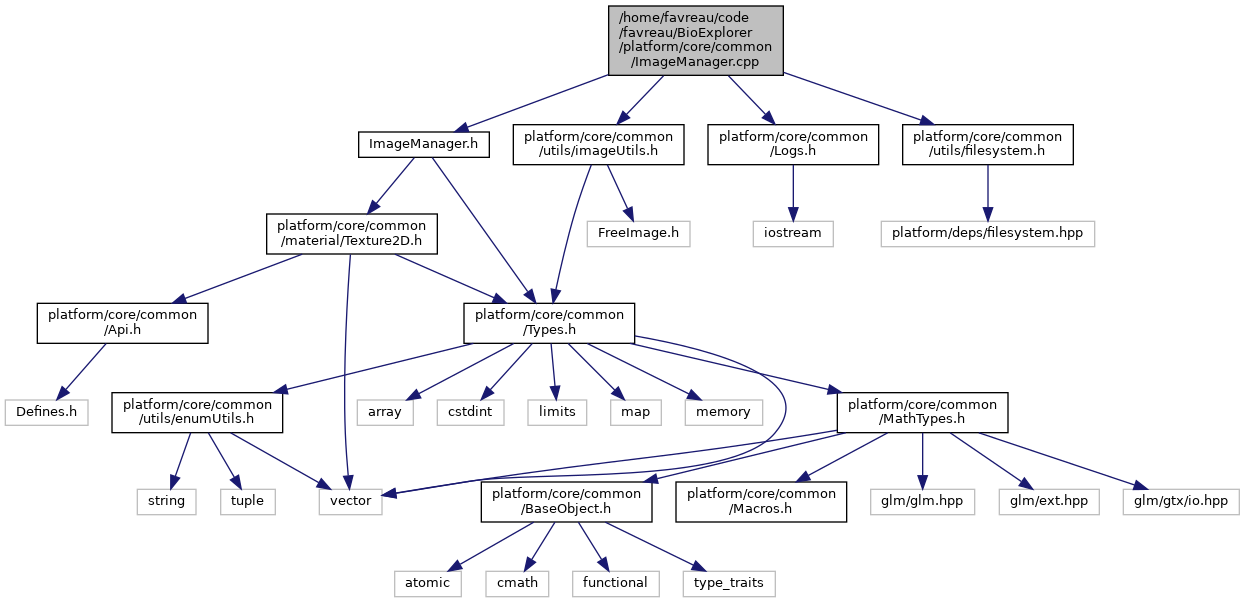 /home/favreau/code
/favreau/BioExplorer
/platform/core/common
/ImageManager.cpp
ImageManager.h
platform/core/common
/utils/imageUtils.h
platform/core/common
/Logs.h
platform/core/common
/utils/filesystem.h
platform/core/common
/material/Texture2D.h
FreeImage.h
iostream
platform/deps/filesystem.hpp
platform/core/common
/Api.h
platform/core/common
/Types.h
Defines.h
platform/core/common
/utils/enumUtils.h
array
cstdint
limits
map
memory
platform/core/common
/MathTypes.h
string
tuple
vector
platform/core/common
/BaseObject.h
platform/core/common
/Macros.h
glm/glm.hpp
glm/ext.hpp
glm/gtx/io.hpp
atomic
cmath
functional
type_traits